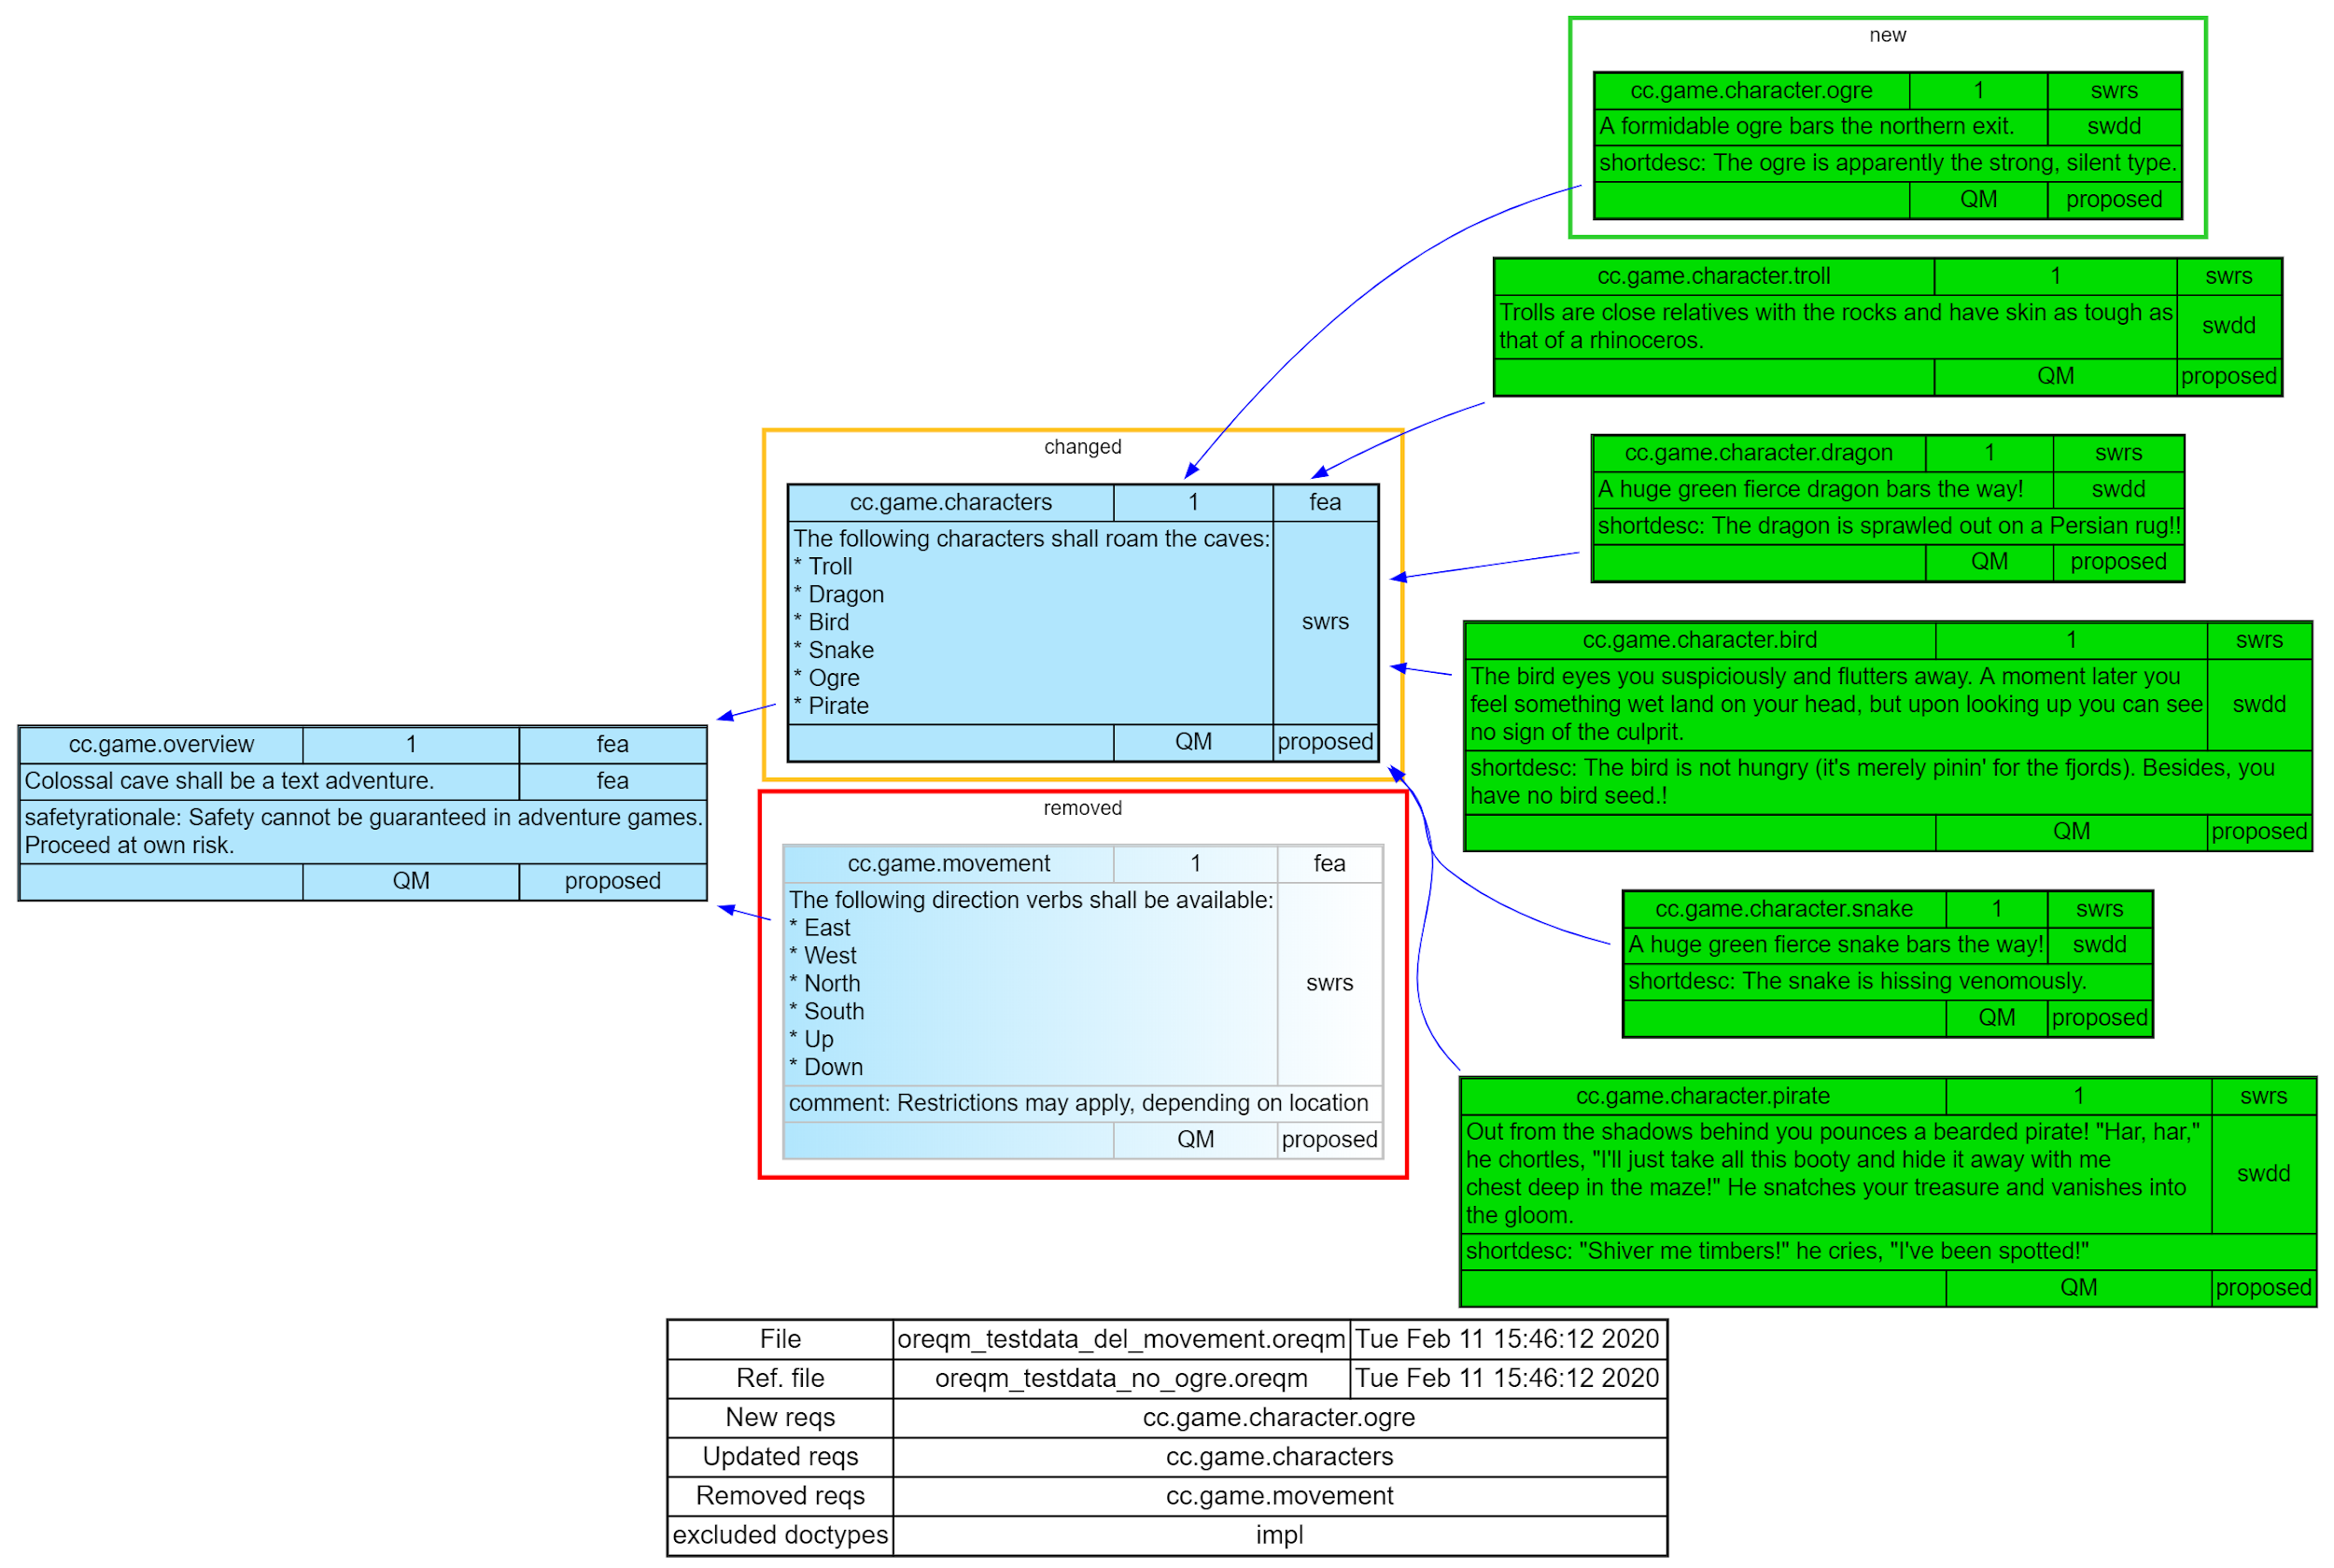 new
cc.game.character.ogre 1 swrs
A formidable ogre bars the northern exit. swdd
shortdesc: The ogre is apparently the strong, silent type.
QM proposed
cc.game.character.troll 1 swrs
Trolls are close relatives with the rocks and have skin as tough as
that of a rhinoceros.
swdd
QM proposed
cc.game.character.dragon 1 swrs
A huge green fierce dragon bars the way! swdd
shortdesc: The dragon is sprawled out on a Persian rug!!
QM proposed
changed
cc.game.characters 1 fea
The following characters shall roam the caves:
* Troll
* Dragon
* Bird
* Snake
* Ogre
* Pirate
swrs
QM proposed
cc.game.character.bird 1 swrs
The bird eyes you suspiciously and flutters away. A moment later you
feel something wet land on your head, but upon looking up you can see
no sign of the culprit.
swdd
shortdesc: The bird is not hungry (it's merely pinin' for the fjords). Besides, you
have no bird seed.!
QM proposed
cc.game.overview 1 fea
Colossal cave shall be a text adventure. fea
safetyrationale: Safety cannot be guaranteed in adventure games.
Proceed at own risk.
QM proposed
removed
cc.game.movement 1 fea
The following direction verbs shall be available:
* East
* West
* North
* South
* Up
* Down
swrs
comment: Restrictions may apply, depending on location
QM proposed
cc.game.character.snake 1 swrs
A huge green fierce snake bars the way! swdd
shortdesc: The snake is hissing venomously.
QM proposed
cc.game.character.pirate 1 swrs
Out from the shadows behind you pounces a bearded pirate! "Har, har,"
he chortles, "I'll just take all this booty and hide it away with me
chest deep in the maze!" He snatches your treasure and vanishes into
the gloom.
swdd
shortdesc: "Shiver me timbers!" he cries, "I've been spotted!"
QM proposed
File oreqm_testdata_del_movement.oreqm Tue Feb 11 15:46:12 2020
Ref. file oreqm_testdata_no_ogre.oreqm Tue Feb 11 15:46:12 2020
New reqs cc.game.character.ogre
Updated reqs cc.game.characters
Removed reqs cc.game.movement
excluded doctypes impl